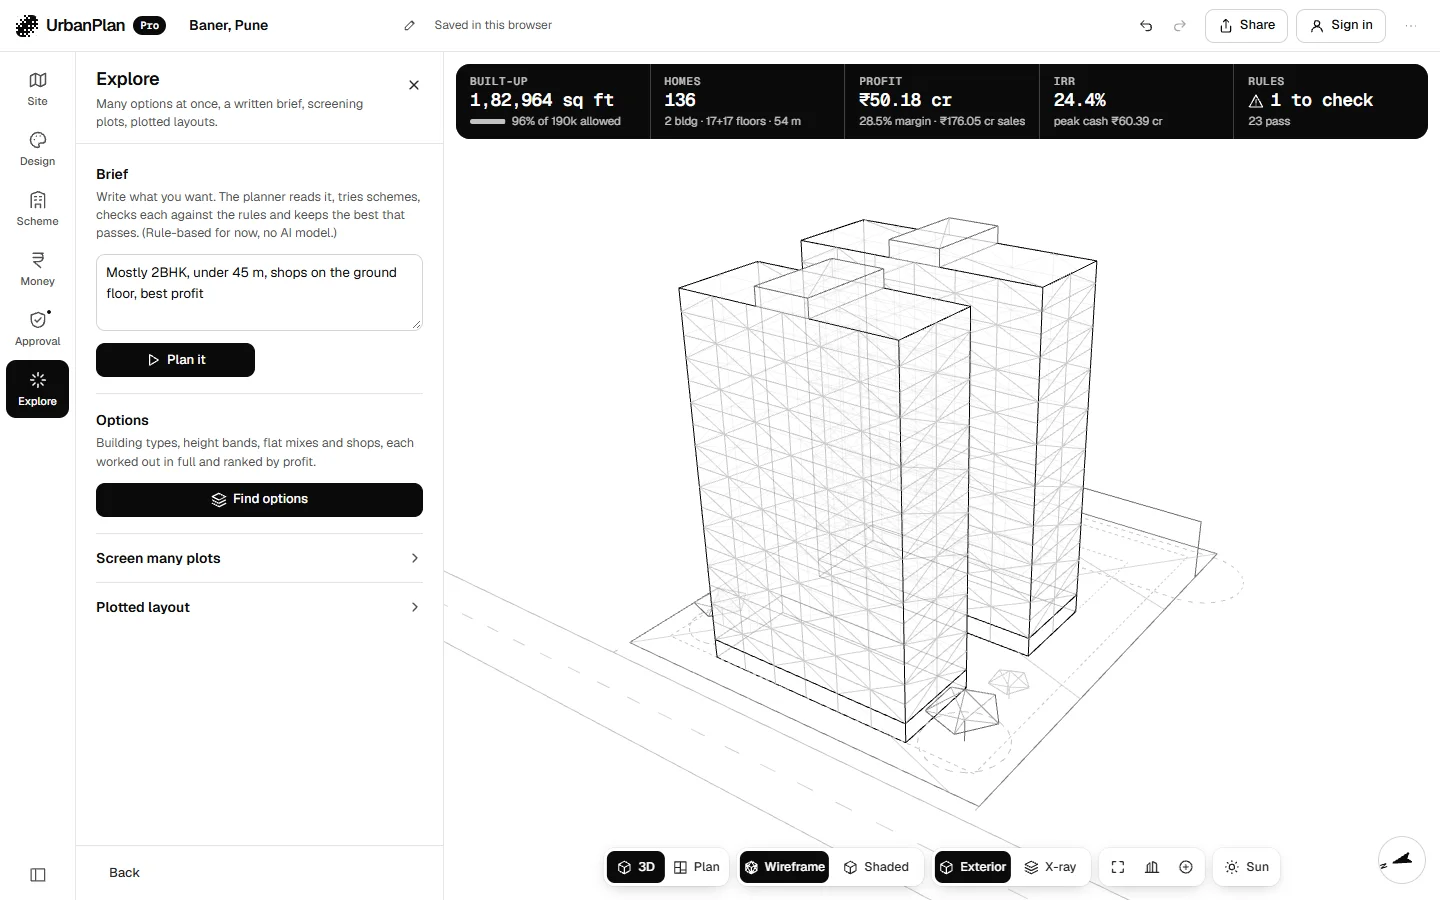 UrbanPlan Pro
Baner, Pune
Saved in this browser
Share
Sign in
Site
Design
Scheme
Money
Approval
Explore
Explore
Many options at once, a written brief, screening
plots, plotted layouts.
Brief
Write what you want. The planner reads it, tries schemes,
checks each against the rules and keeps the best that
passes. (Rule-based for now, no AI model.)
Mostly 2BHK, under 45 m, shops on the ground
floor, best profit
Plan it
Options
Building types, height bands, flat mixes and shops, each
worked out in full and ranked by profit.
Find options
Screen many plots
Plotted layout
Back
BUILT-UP
1,82,964 sq ft
96% of 190k allowed
HOMES
136
2 bldg · 17+17 floors · 54 m
PROFIT
₹50.18 cr
28.5% margin · ₹176.05 cr sales
IRR
24.4%
peak cash ₹60.39 cr
RULES
1 to check
23 pass
3D
Plan
Wireframe
Shaded
Exterior
X-ray
Sun